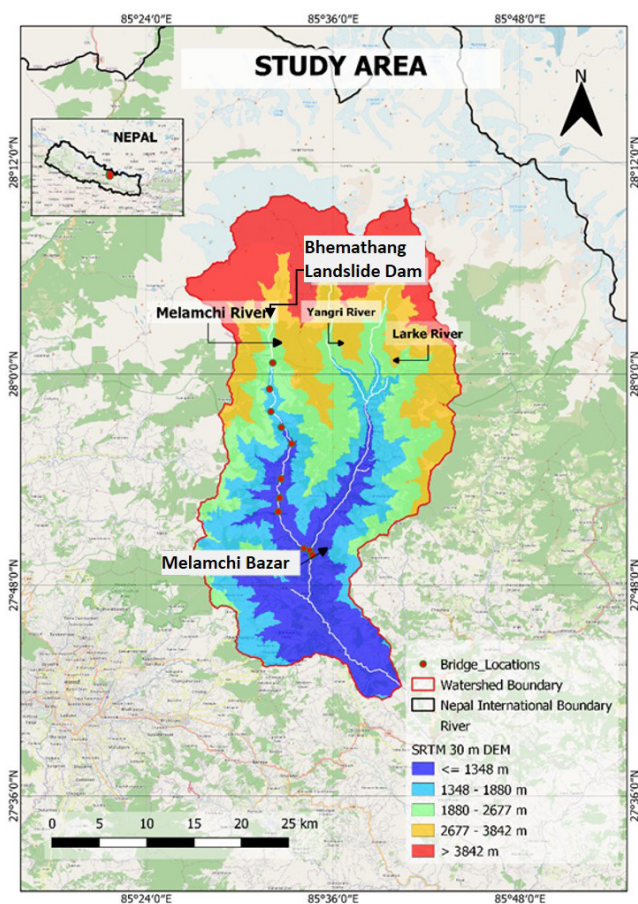 85°24'0"E 85°36'0"E 85°48'0"E
STUDY AREA
N
NEPAL
28°12'0"N
28°12'0"N
Bhemathang
Landslide Dam
Melamchi River
Yangri River
Larke River
28°0'0"N
28°0'0"N
Melamchi Bazar
27°48'0"N
27°48'0"N
Bridge_Locations
Watershed Boundary
Nepal International Boundary
River
SRTM 30 m DEM
<= 1348 m
1348 - 1880 m
1880 - 2677 m
2677 - 3842 m
> 3842 m
27°36'0"N
27°36'0"N
0 5 10 15 20 25 km
85°24'0"E 85°36'0"E 85°48'0"E